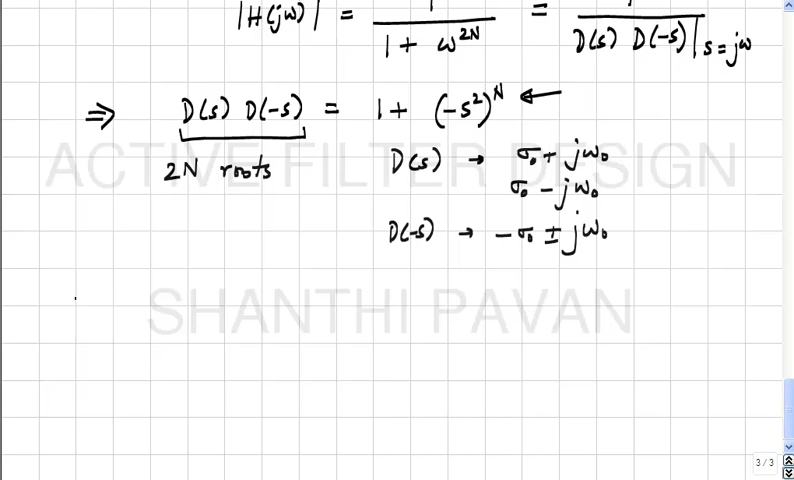 |H(jω)| = 1 / (1 + ω^{2N}) = 1 / (D(s) D(-s)) |_{s=jω}
⇒ D(s) D(-s) = 1 + (-s²)^N ←
2N roots
D(s) → σ₀ + jω₀
σ₀ - jω₀
D(-s) → -σ₀ ± jω₀
ACTIVE FILTER DESIGN
SHANTHI PAVAN
3 / 3